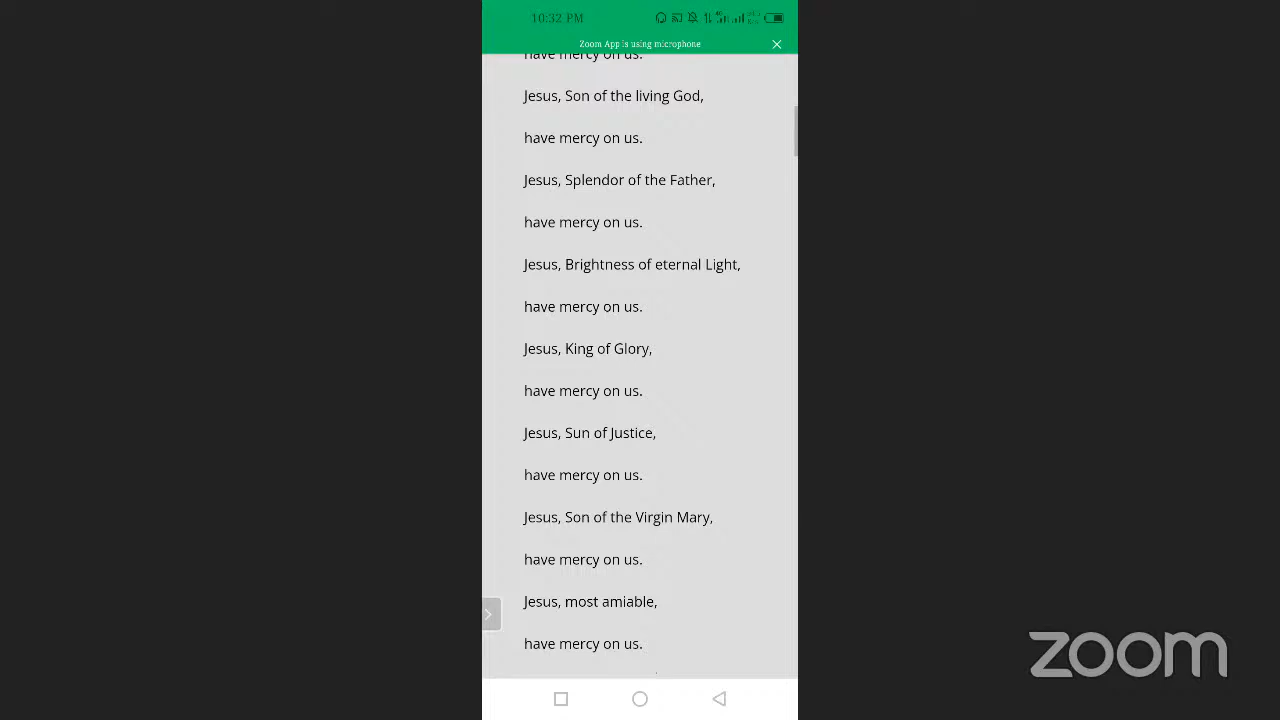 10:32 PM
Zoom App is using microphone
have mercy on us.
Jesus, Son of the living God,
have mercy on us.
Jesus, Splendor of the Father,
have mercy on us.
Jesus, Brightness of eternal Light,
have mercy on us.
Jesus, King of Glory,
have mercy on us.
Jesus, Sun of Justice,
have mercy on us.
Jesus, Son of the Virgin Mary,
have mercy on us.
Jesus, most amiable,
have mercy on us.
zoom